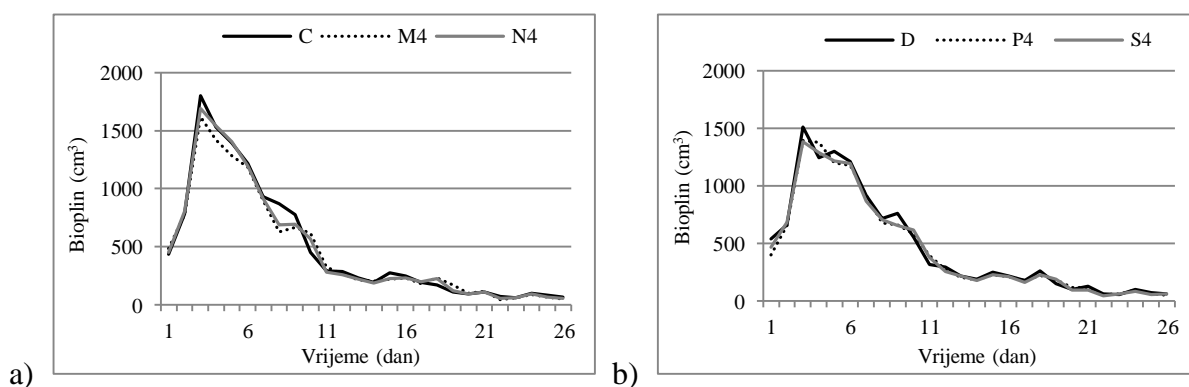 C M4 N4
2000
1500
1000
500
0
Bioplin (cm³)
1 6 11 16 21 26
Vrijeme (dan)
a)
D P4 S4
2000
1500
1000
500
0
Bioplin (cm³)
1 6 11 16 21 26
Vrijeme (dan)
b)